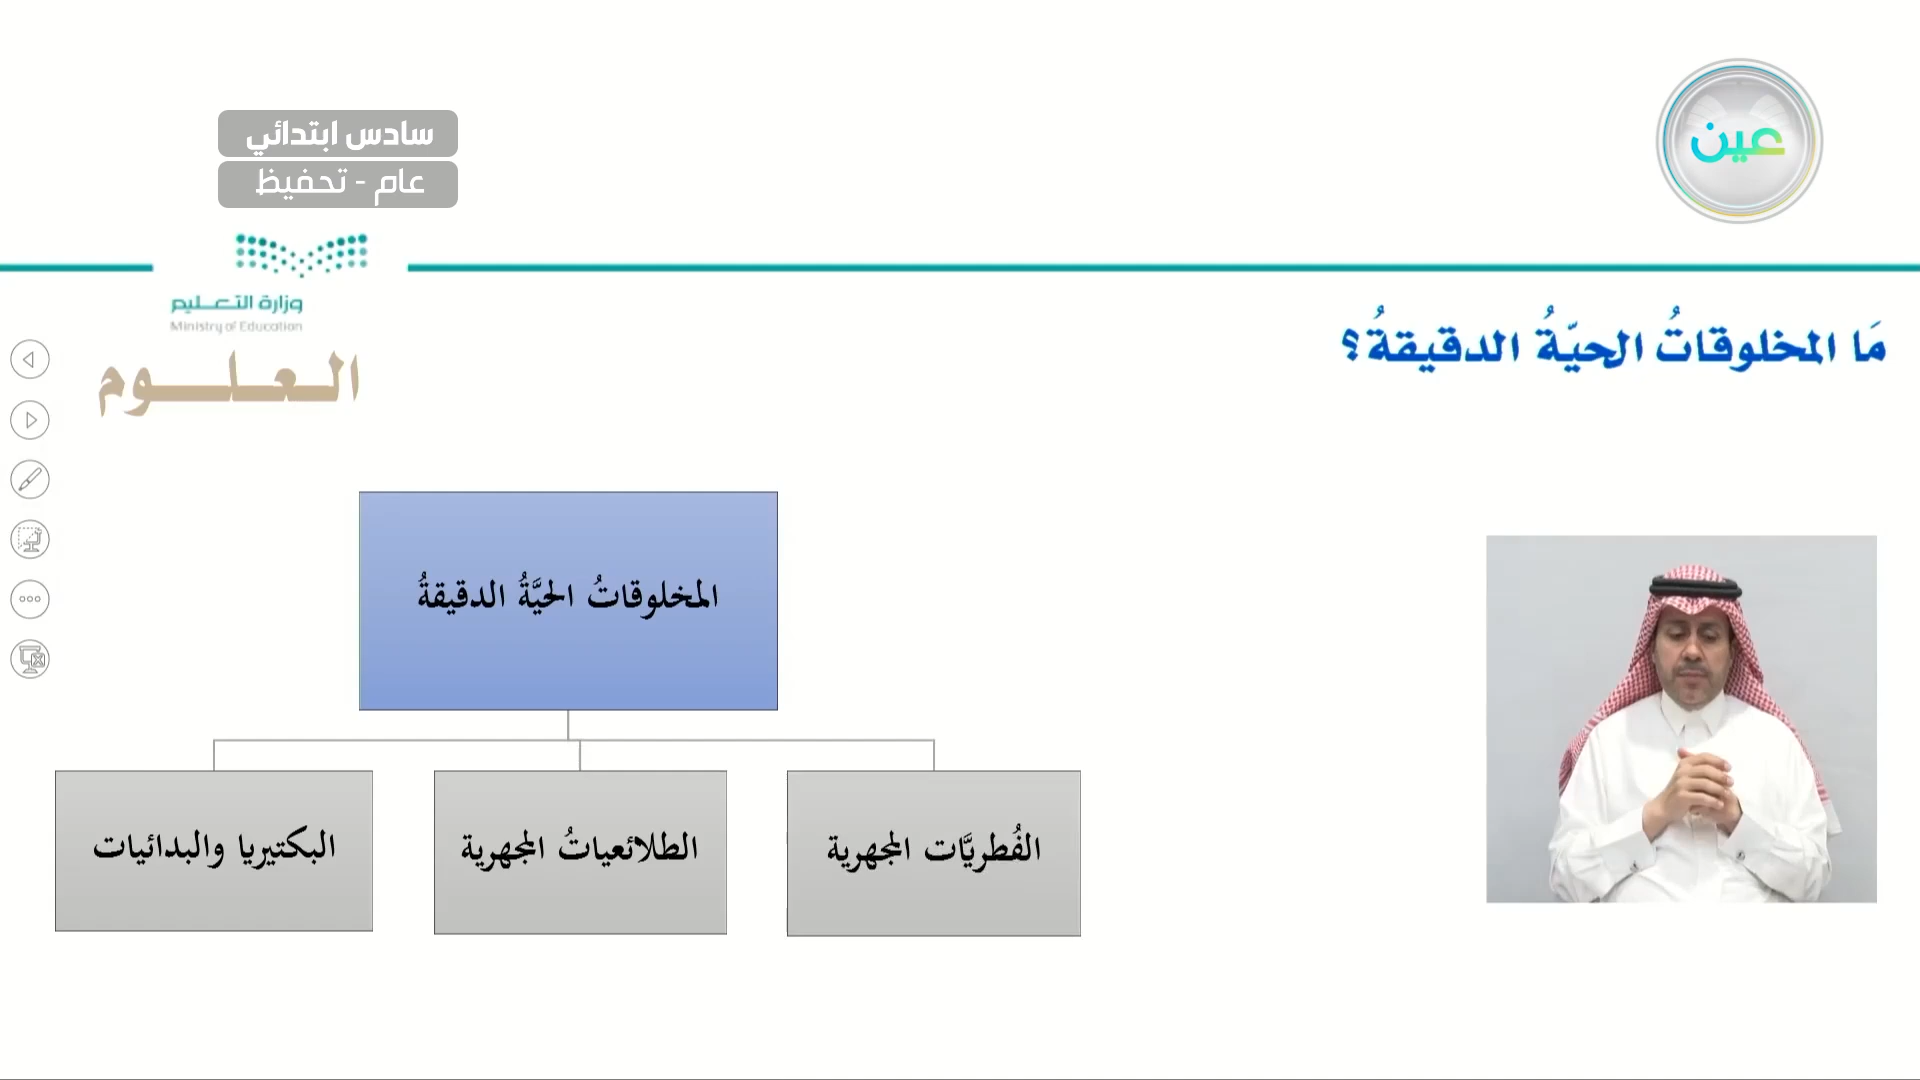 سادس ابتدائي
عام - تحفيظ
عين
وزارة التعليم
Ministry of Education
العلوم
مَا المخلوقاتُ الحيّةُ الدقيقةُ؟
المخلوقاتُ الحيَّةُ الدقيقةُ
الفُطريَّات المجهرية
الطلائعياتُ المجهرية
البكتيريا والبدائيات